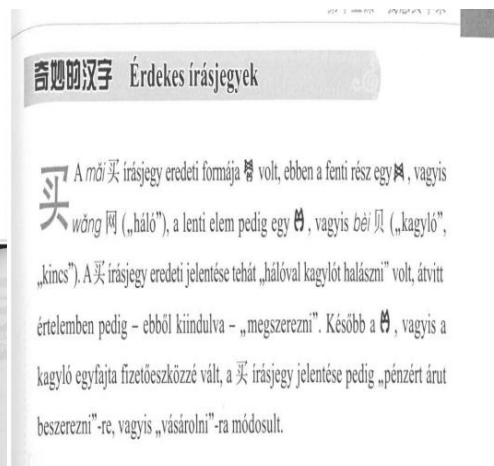 奇妙的汉字 Érdekes írásjegyek
买 A mǎi 买 írásjegy eredeti formája volt, ebben a fenti rész egy , vagyis
wǎng 网 („háló”), a lenti elem pedig egy , vagyis bèi 贝 („kagyló”,
„kincs”). A 买 írásjegy eredeti jelentése tehát „hálóval kagylót halászni” volt, átvitt
értelemben pedig – ebből kiindulva – „megszerezni”. Később a , vagyis a
kagyló egyfajta fizetőeszközzé vált, a 买 írásjegy jelentése pedig „pénzért árut
beszerezni”-re, vagyis „vásárolni”-ra módosult.